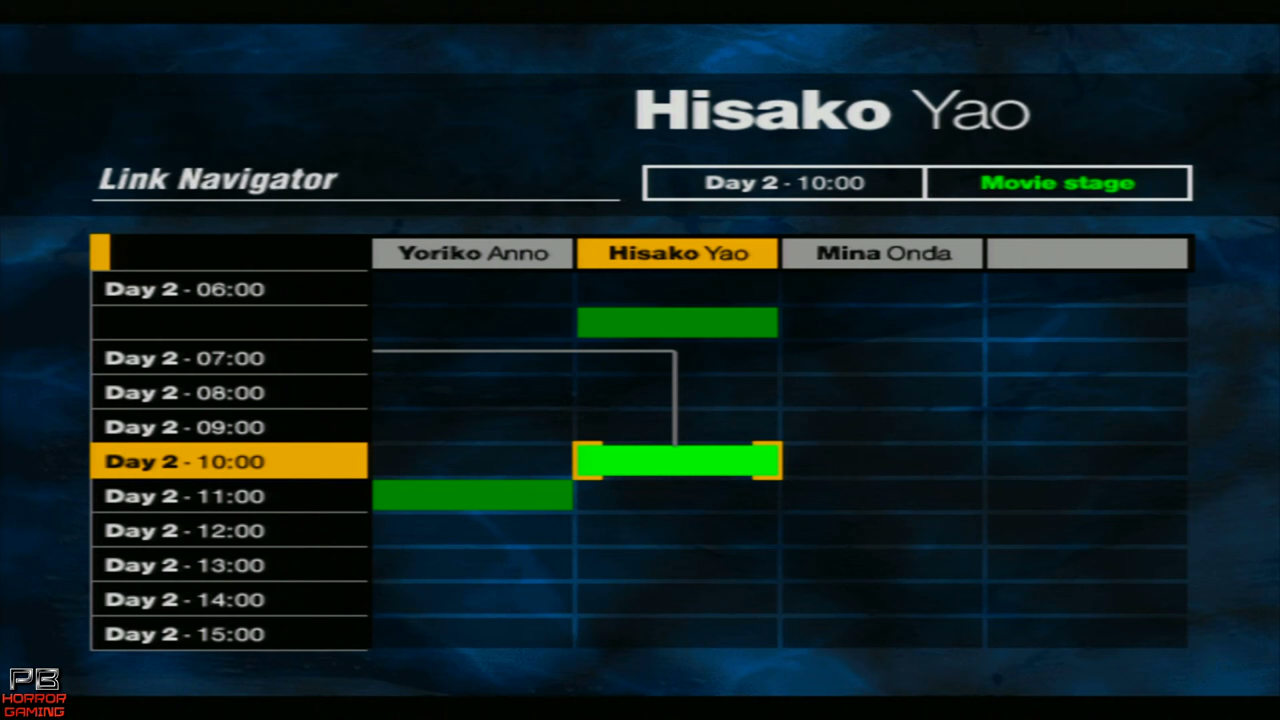 Hisako Yao
Link Navigator
Day 2 - 10:00 Movie stage
Yoriko Anno Hisako Yao Mina Onda
Day 2 - 06:00
Day 2 - 07:00
Day 2 - 08:00
Day 2 - 09:00
Day 2 - 10:00
Day 2 - 11:00
Day 2 - 12:00
Day 2 - 13:00
Day 2 - 14:00
Day 2 - 15:00
PB
HORROR
GAMING